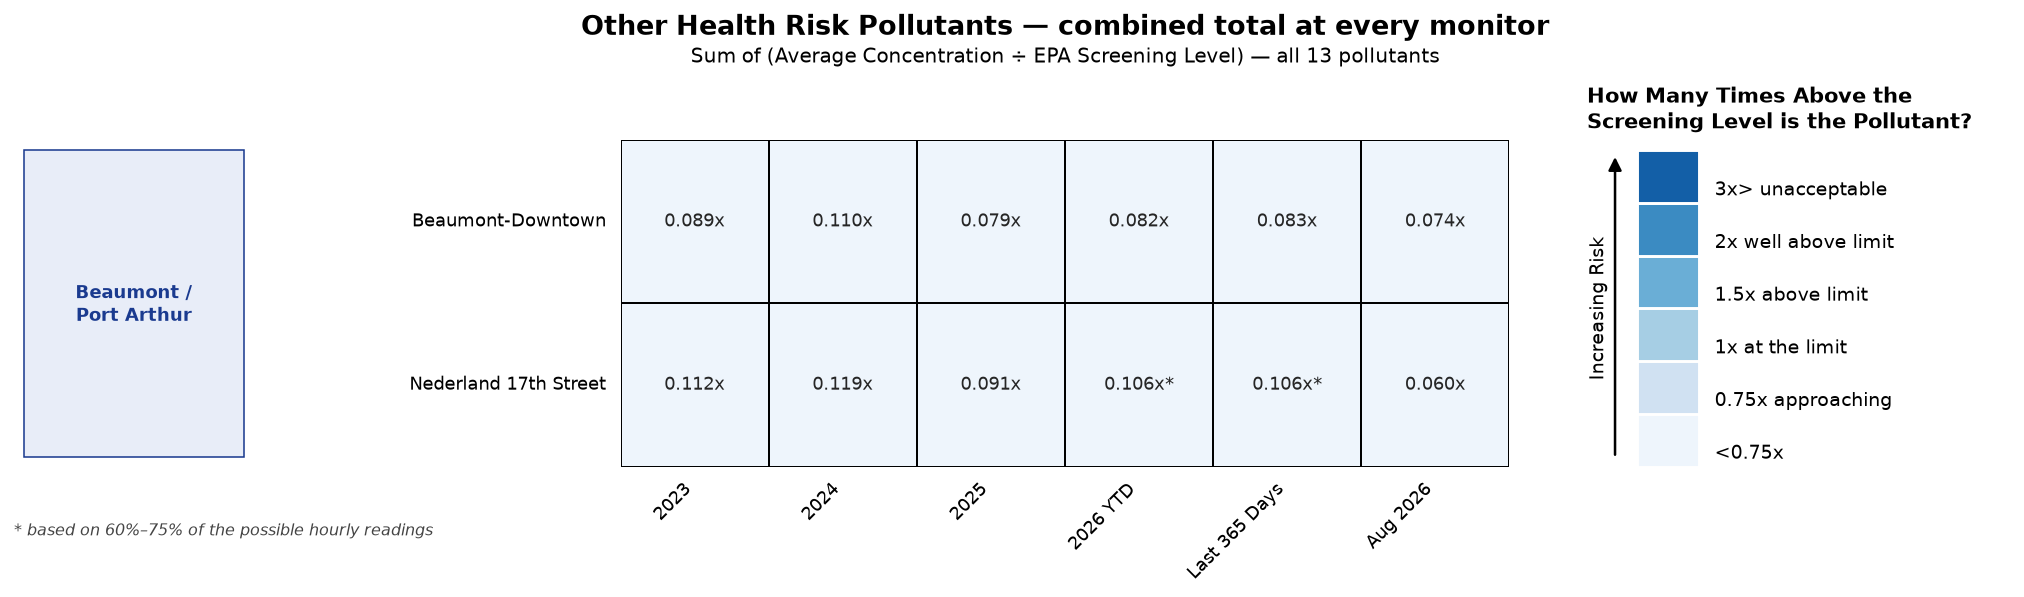 Other Health Risk Pollutants — combined total at every monitor
Sum of (Average Concentration ÷ EPA Screening Level) — all 13 pollutants
Beaumont /
Port Arthur
Beaumont-Downtown 0.089x 0.110x 0.079x 0.082x 0.083x 0.074x
Nederland 17th Street 0.112x 0.119x 0.091x 0.106x* 0.106x* 0.060x
2023 2024 2025 2026 YTD Last 365 Days Aug 2026
* based on 60%–75% of the possible hourly readings
How Many Times Above the
Screening Level is the Pollutant?
Increasing Risk
3x> unacceptable
2x well above limit
1.5x above limit
1x at the limit
0.75x approaching
<0.75x